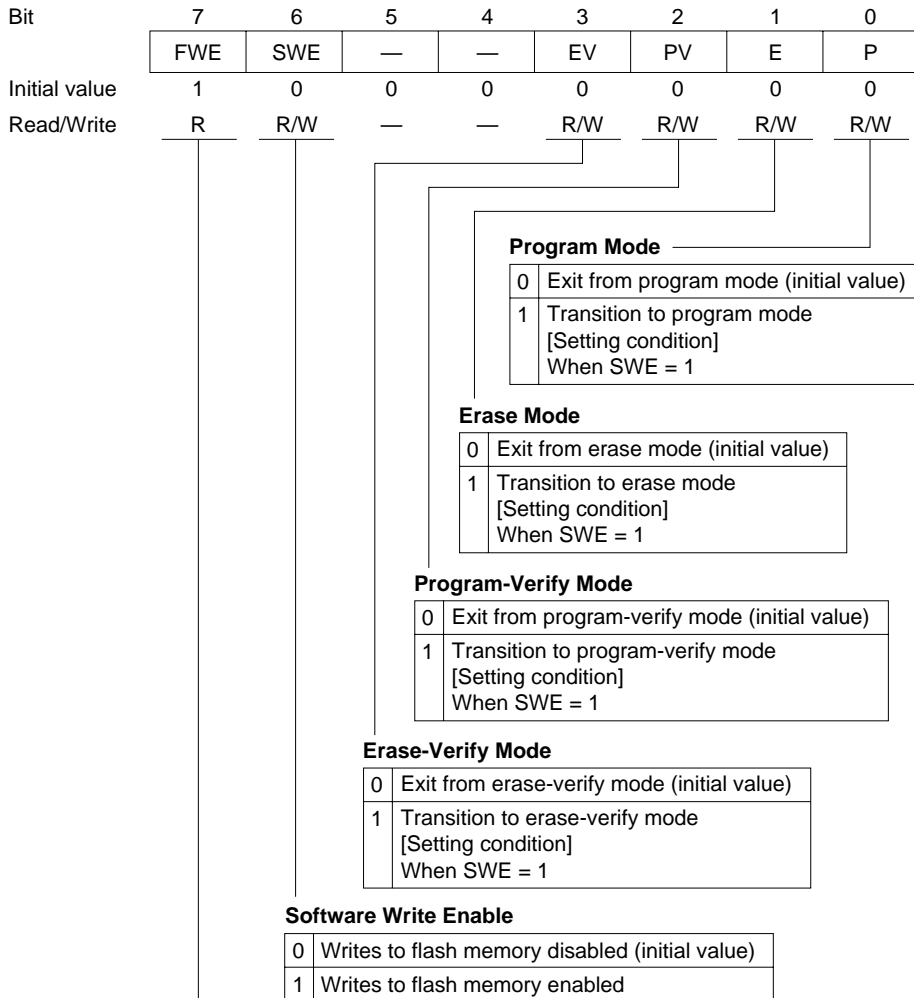 Bit 7 6 5 4 3 2 1 0
FWE SWE — — EV PV E P
Initial value 1 0 0 0 0 0 0 0
Read/Write R R/W — — R/W R/W R/W R/W
Program Mode
0 Exit from program mode (initial value)
1 Transition to program mode
[Setting condition]
When SWE = 1
Erase Mode
0 Exit from erase mode (initial value)
1 Transition to erase mode
[Setting condition]
When SWE = 1
Program-Verify Mode
0 Exit from program-verify mode (initial value)
1 Transition to program-verify mode
[Setting condition]
When SWE = 1
Erase-Verify Mode
0 Exit from erase-verify mode (initial value)
1 Transition to erase-verify mode
[Setting condition]
When SWE = 1
Software Write Enable
0 Writes to flash memory disabled (initial value)
1 Writes to flash memory enabled